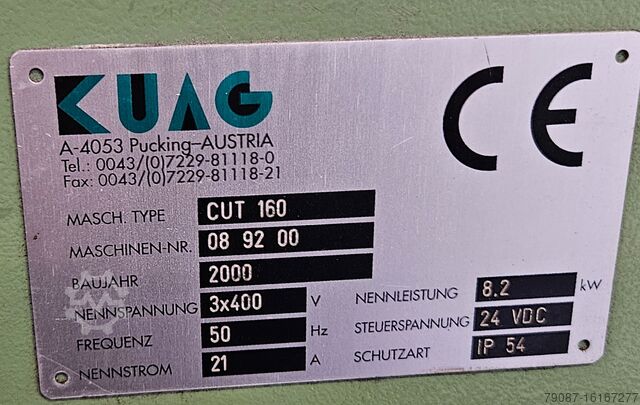 KUAG
A-4053 Pucking–AUSTRIA
Tel.: 0043/(0)7229-81118-0
Fax: 0043/(0)7229-81118-21
CE
MASCH. TYPE CUT 160
MASCHINEN-NR. 08 92 00
BAUJAHR 2000
NENNSPANNUNG 3x400 V NENNLEISTUNG 8.2 kW
FREQUENZ 50 Hz STEUERSPANNUNG 24 VDC
NENNSTROM 21 A SCHUTZART IP 54
79087-16167277